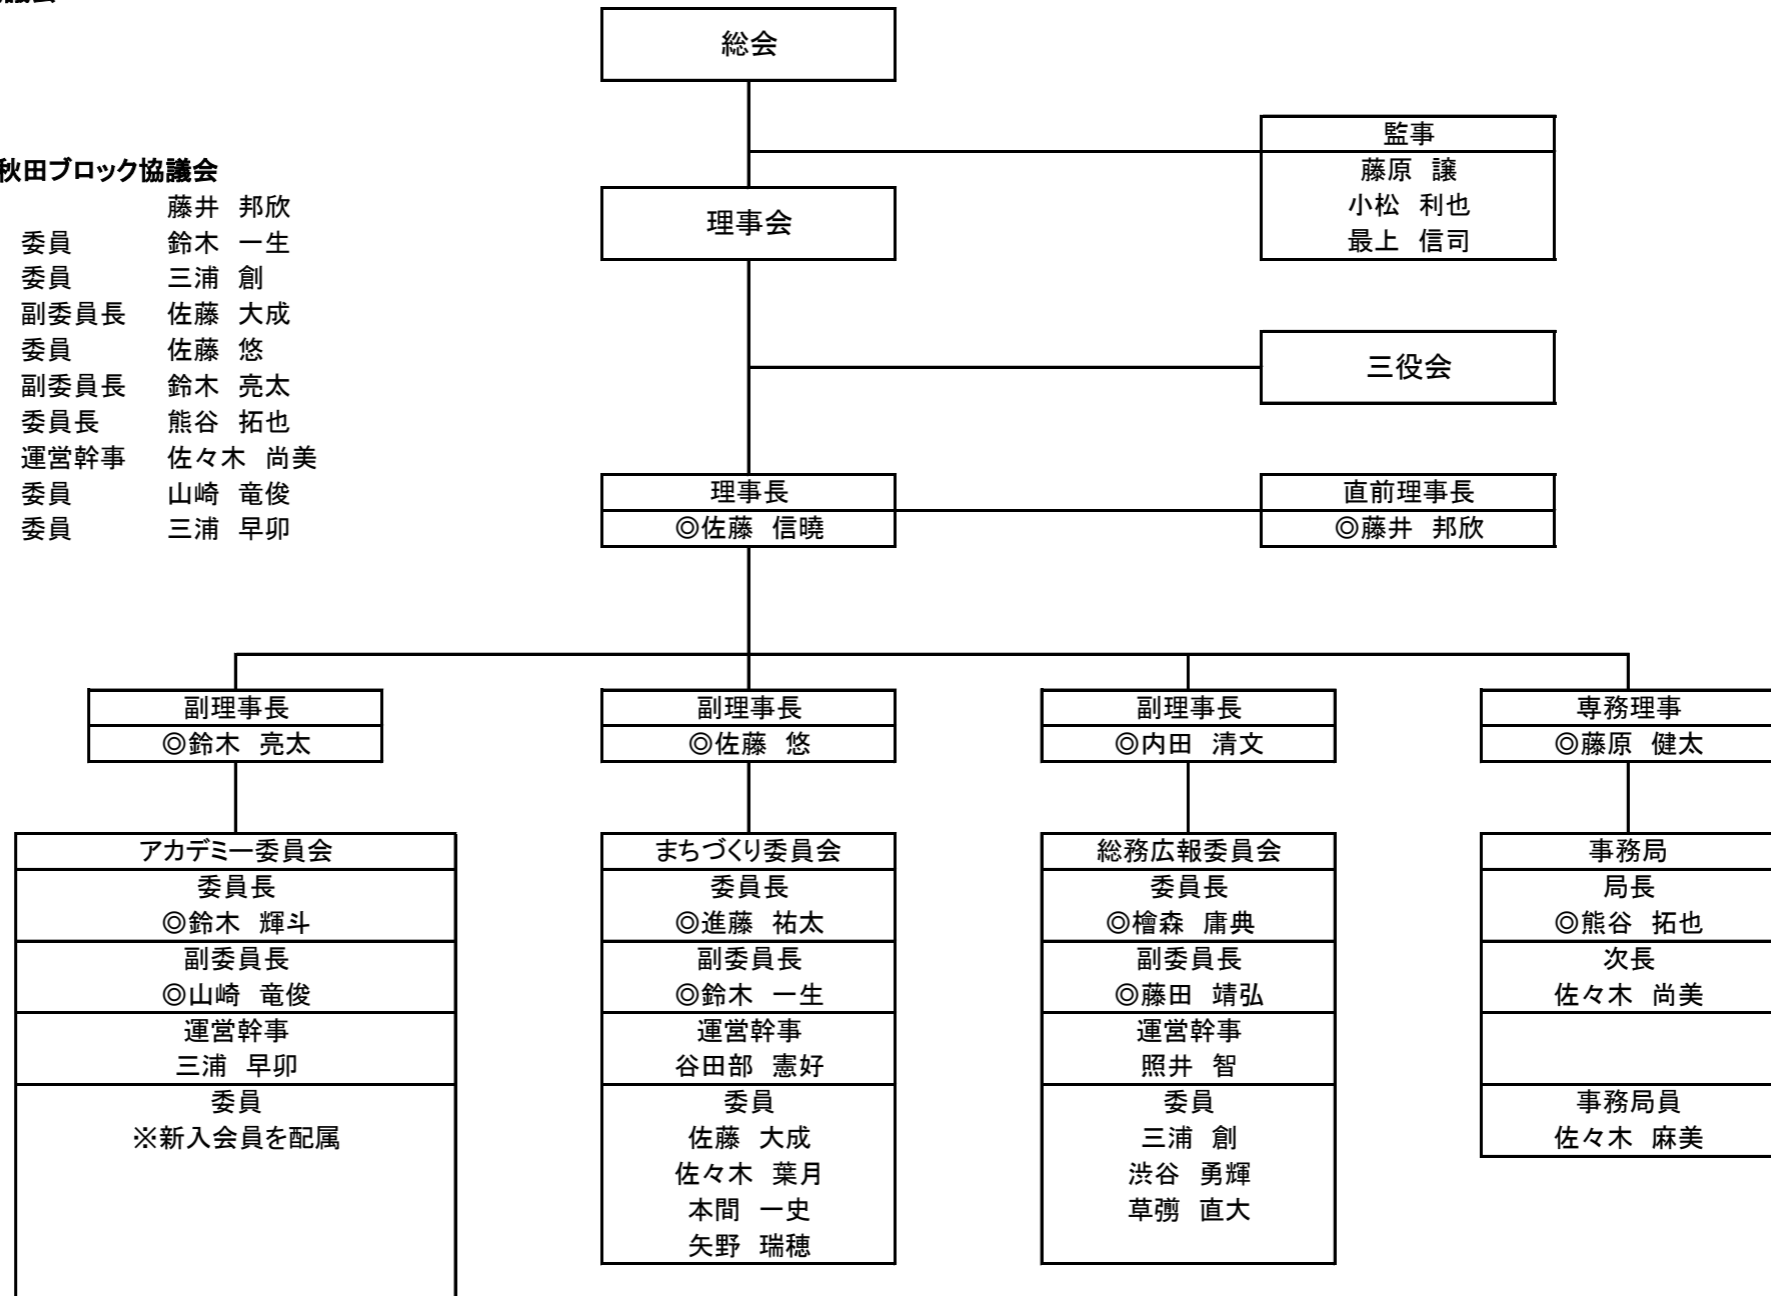 総会
監事
藤原 譲
小松 利也
最上 信司
秋田ブロック協議会
藤井 邦欣
委員 鈴木 一生
委員 三浦 創
副委員長 佐藤 大成
委員 佐藤 悠
副委員長 鈴木 亮太
委員長 熊谷 拓也
運営幹事 佐々木 尚美
委員 山崎 竜俊
委員 三浦 早卯
理事会
三役会
理事長
◎佐藤 信曉
直前理事長
◎藤井 邦欣
副理事長
◎鈴木 亮太
副理事長
◎佐藤 悠
副理事長
◎内田 清文
専務理事
◎藤原 健太
アカデミー委員会
委員長
◎鈴木 輝斗
副委員長
◎山崎 竜俊
運営幹事
三浦 早卯
委員
※新入会員を配属
まちづくり委員会
委員長
◎進藤 祐太
副委員長
◎鈴木 一生
運営幹事
谷田部 憲好
委員
佐藤 大成
佐々木 葉月
本間 一史
矢野 瑞穂
総務広報委員会
委員長
◎檜森 庸典
副委員長
◎藤田 靖弘
運営幹事
照井 智
委員
三浦 創
渋谷 勇輝
草彅 直大
事務局
局長
◎熊谷 拓也
次長
佐々木 尚美
事務局員
佐々木 麻美